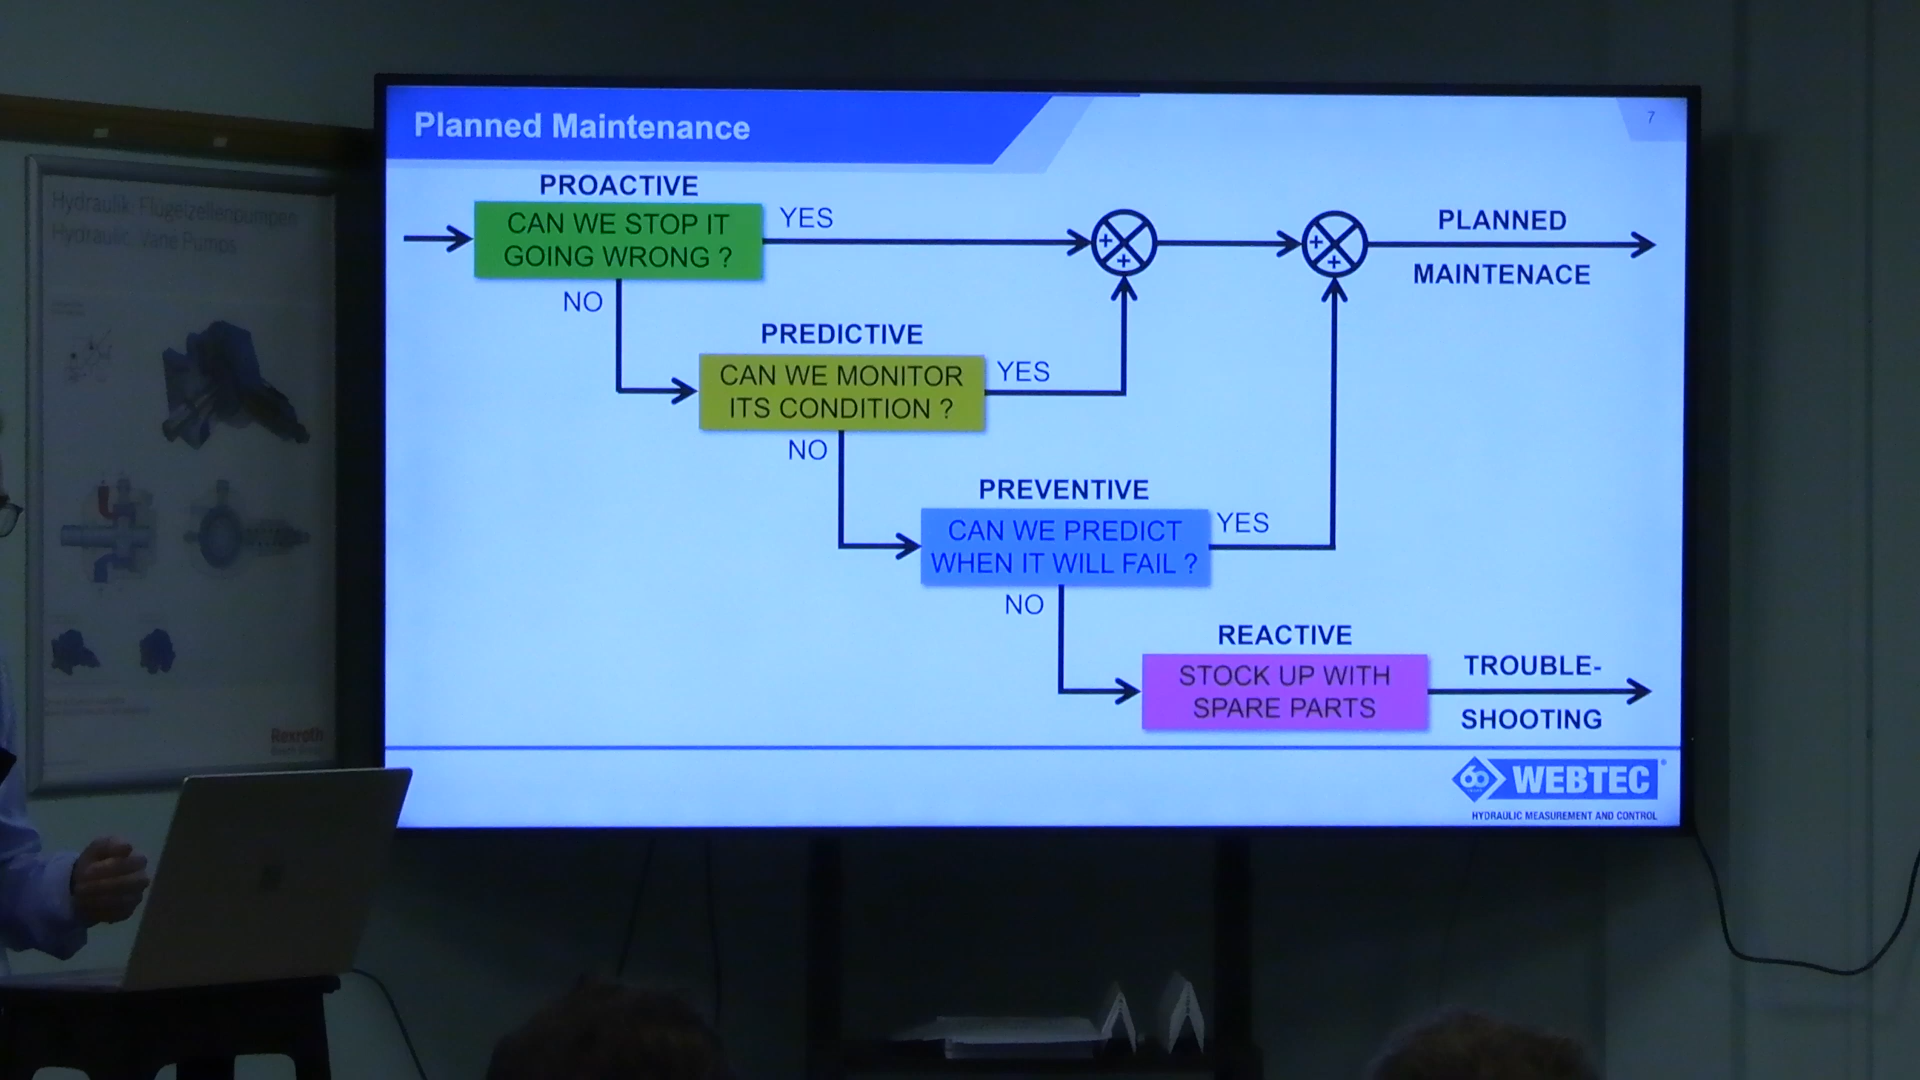 Planned Maintenance
7
PROACTIVE
CAN WE STOP IT
GOING WRONG ?
YES
NO
PLANNED
MAINTENACE
PREDICTIVE
CAN WE MONITOR
ITS CONDITION ?
YES
NO
PREVENTIVE
CAN WE PREDICT
WHEN IT WILL FAIL ?
YES
NO
REACTIVE
STOCK UP WITH
SPARE PARTS
TROUBLE-
SHOOTING
60
WEBTEC
HYDRAULIC MEASUREMENT AND CONTROL
Hydraulik: Flügelzellenpumpen
Hydraulic: Vane Pumps
Rexroth